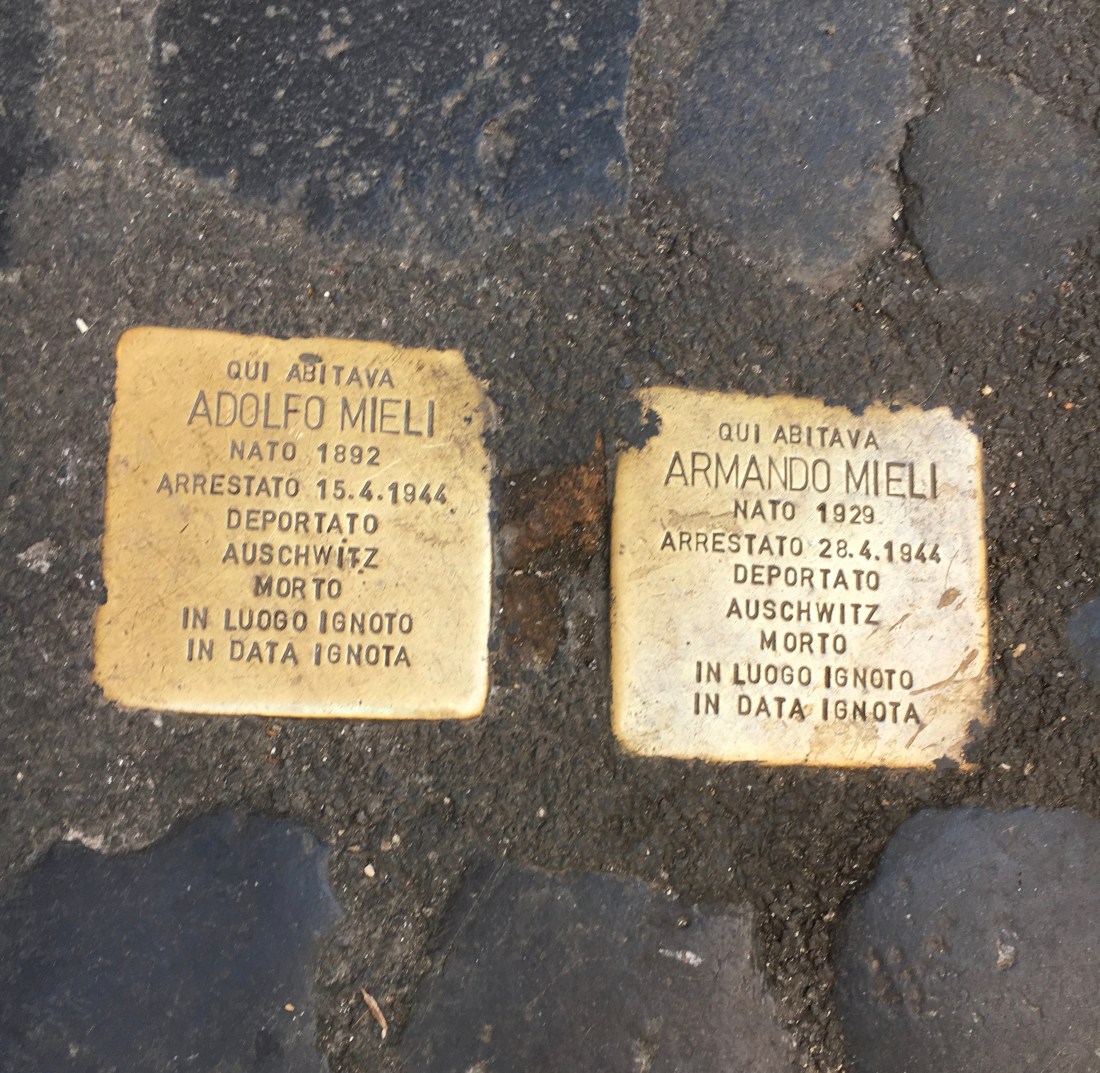 QUI ABITAVA
ADOLFO MIELI
NATO 1892
ARRESTATO 15.4.1944
DEPORTATO
AUSCHWITZ
MORTO
IN LUOGO IGNOTO
IN DATA IGNOTA
QUI ABITAVA
ARMANDO MIELI
NATO 1929
ARRESTATO 28.4.1944
DEPORTATO
AUSCHWITZ
MORTO
IN LUOGO IGNOTO
IN DATA IGNOTA